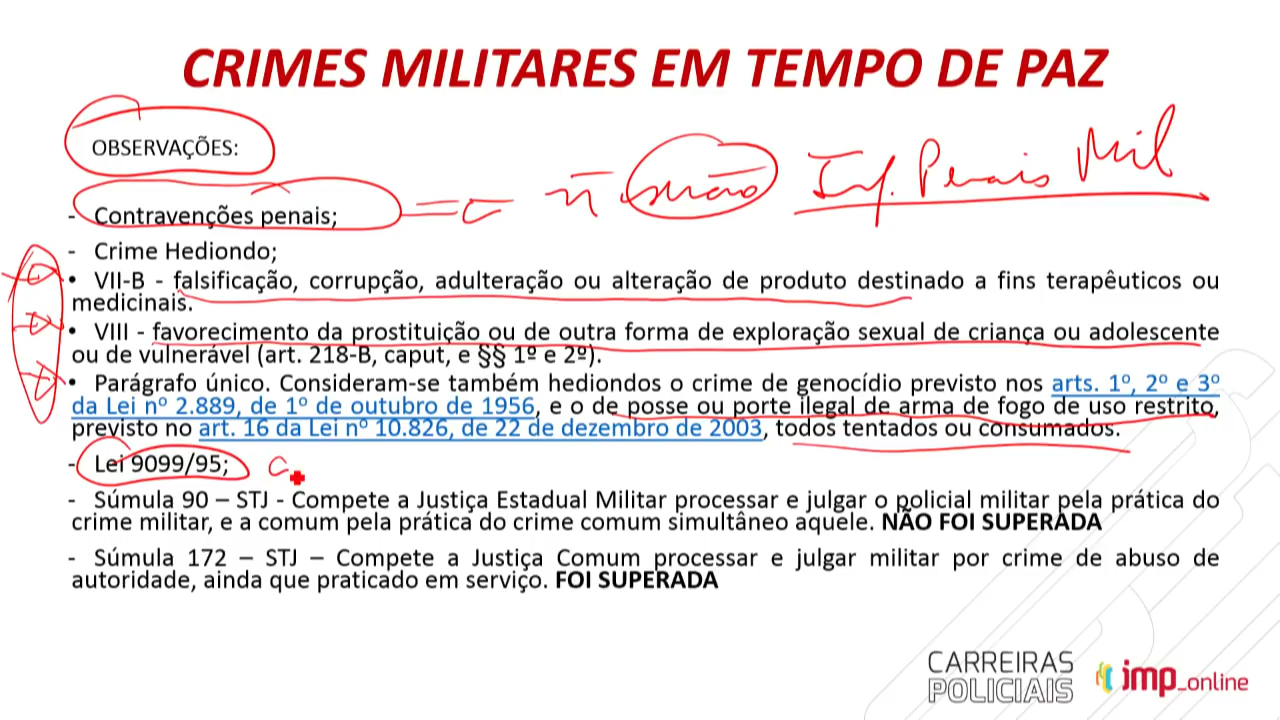 CRIMES MILITARES EM TEMPO DE PAZ
OBSERVAÇÕES:
Inf. Penais Mil
- Contravenções penais;
- Crime Hediondo;
• VII-B - falsificação, corrupção, adulteração ou alteração de produto destinado a fins terapêuticos ou
medicinais.
• VIII - favorecimento da prostituição ou de outra forma de exploração sexual de criança ou adolescente
ou de vulnerável (art. 218-B, caput, e §§ 1º e 2º).
• Parágrafo único. Consideram-se também hediondos o crime de genocídio previsto nos arts. 1º, 2º e 3º
da Lei nº 2.889, de 1º de outubro de 1956, e o de posse ou porte ilegal de arma de fogo de uso restrito,
previsto no art. 16 da Lei nº 10.826, de 22 de dezembro de 2003, todos tentados ou consumados.
- Lei 9099/95;
- Súmula 90 – STJ - Compete a Justiça Estadual Militar processar e julgar o policial militar pela prática do
crime militar, e a comum pela prática do crime comum simultâneo aquele. NÃO FOI SUPERADA
- Súmula 172 – STJ – Compete a Justiça Comum processar e julgar militar por crime de abuso de
autoridade, ainda que praticado em serviço. FOI SUPERADA
CARREIRAS
POLICIAIS
imp_online